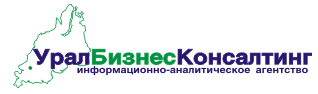 УралБизнесКонсалтинг
информационно-аналитическое агентство